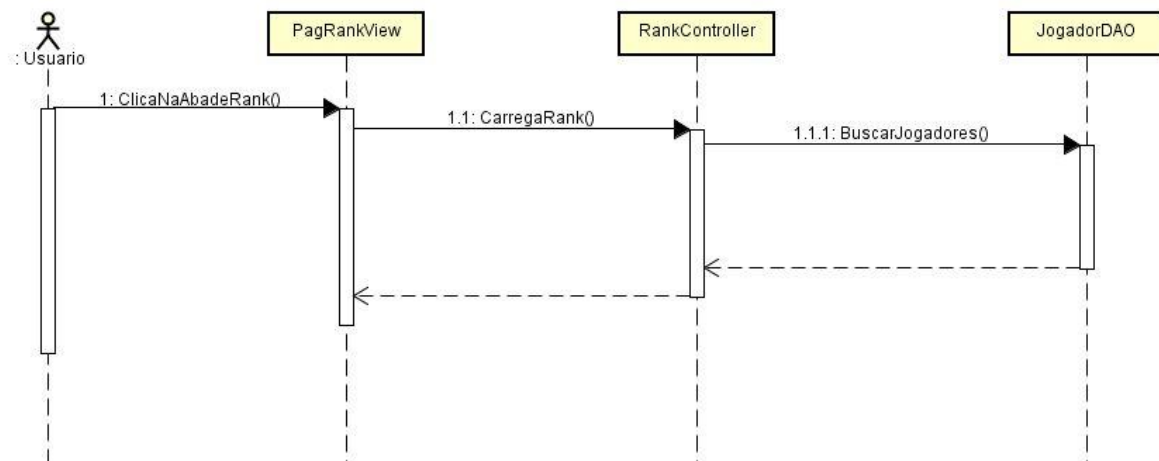 PagRankView
RankController
JogadorDAO
: Usuario
1: ClicaNaAbadeRank()
1.1: CarregaRank()
1.1.1: BuscarJogadores()